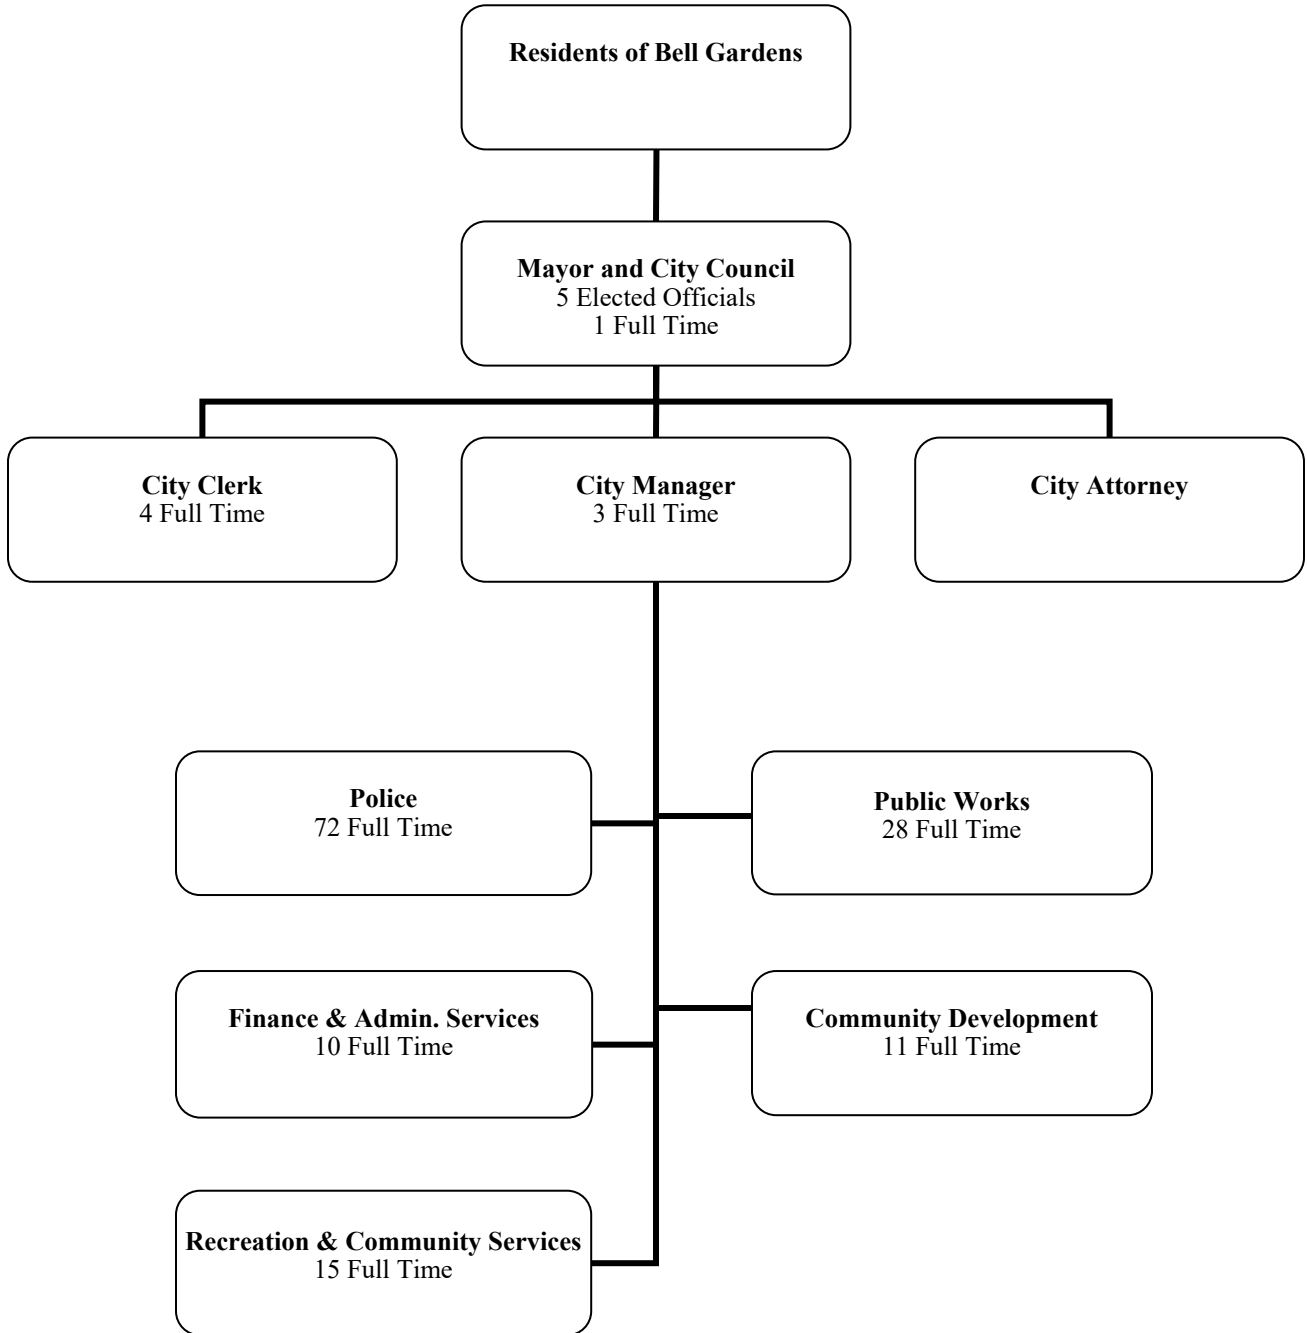 Residents of Bell Gardens
Mayor and City Council
5 Elected Officials
1 Full Time
City Clerk
4 Full Time
City Manager
3 Full Time
City Attorney
Police
72 Full Time
Public Works
28 Full Time
Finance & Admin. Services
10 Full Time
Community Development
11 Full Time
Recreation & Community Services
15 Full Time